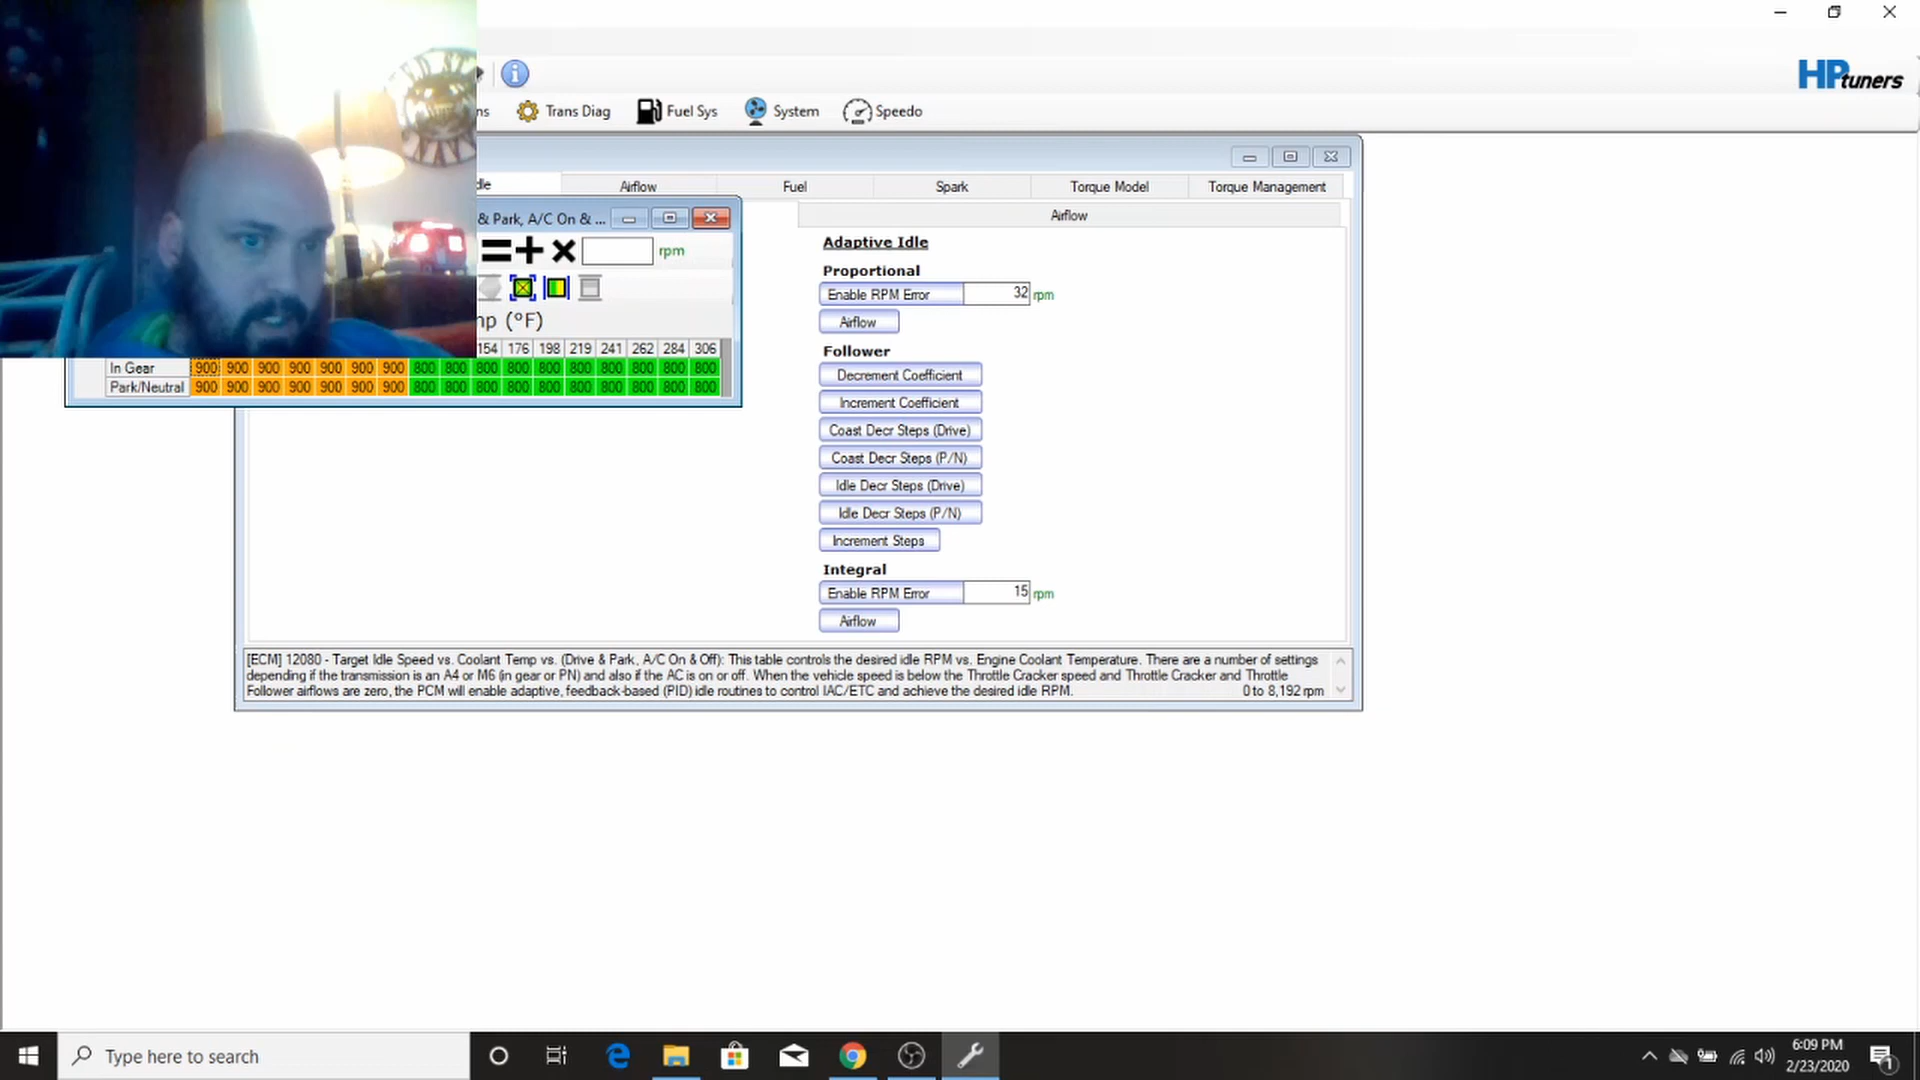 HPtuners
ns
Trans Diag
Fuel Sys
System
Speedo
dle
Airflow
Fuel
Spark
Torque Model
Torque Management
& Park, A/C On & ...
Airflow
rpm
Adaptive Idle
Proportional
Enable RPM Error 32 rpm
Airflow
mp (°F)
154 176 198 219 241 262 284 306
In Gear 900 900 900 900 900 900 900 800 800 800 800 800 800 800 800 800 800
Park/Neutral 900 900 900 900 900 900 900 800 800 800 800 800 800 800 800 800 800
Follower
Decrement Coefficient
Increment Coefficient
Coast Decr Steps (Drive)
Coast Decr Steps (P/N)
Idle Decr Steps (Drive)
Idle Decr Steps (P/N)
Increment Steps
Integral
Enable RPM Error 15 rpm
Airflow
[ECM] 12080 - Target Idle Speed vs. Coolant Temp vs. (Drive & Park, A/C On & Off): This table controls the desired idle RPM vs. Engine Coolant Temperature. There are a number of settings
depending if the transmission is an A4 or M6 (in gear or PN) and also if the AC is on or off. When the vehicle speed is below the Throttle Cracker speed and Throttle Cracker and Throttle
Follower airflows are zero, the PCM will enable adaptive, feedback-based (PID) idle routines to control IAC/ETC and achieve the desired idle RPM. 0 to 8,192 rpm
Type here to search
6:09 PM
2/23/2020
1